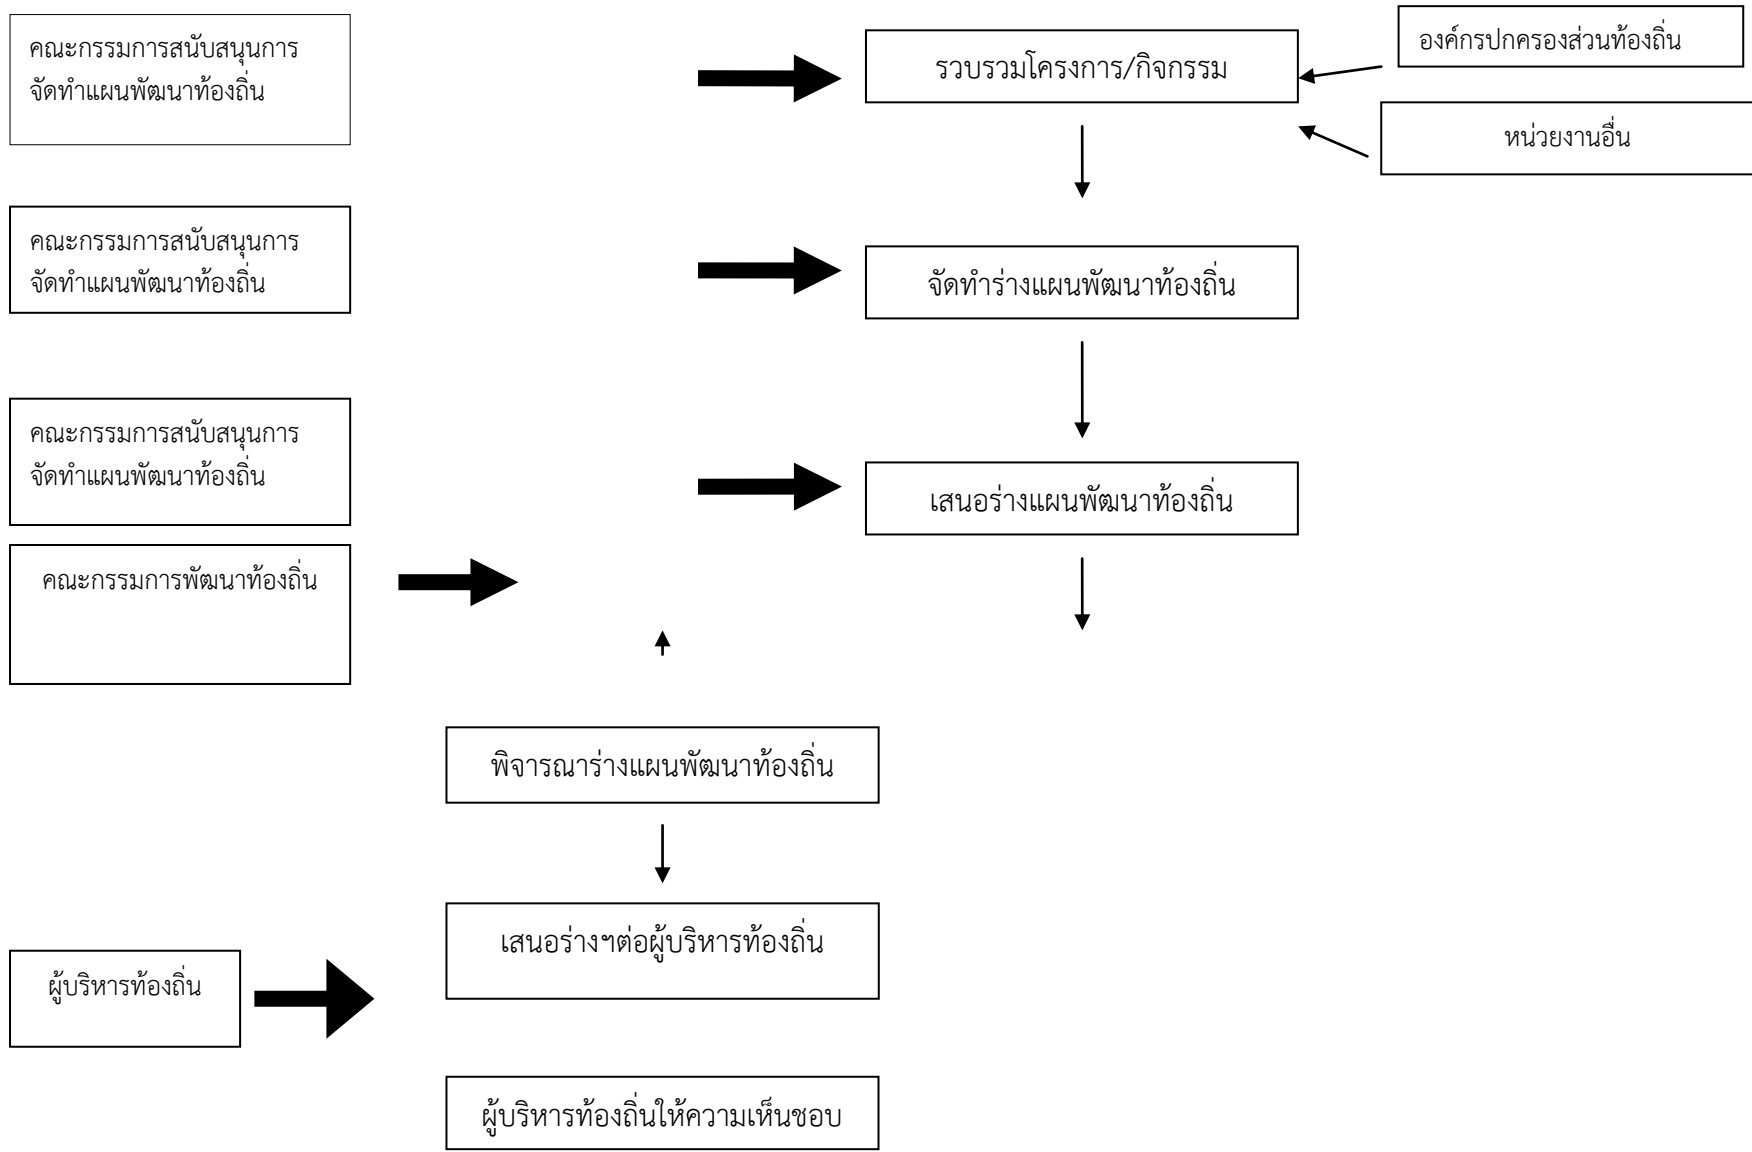 คณะกรรมการสนับสนุนการ
จัดทำแผนพัฒนาท้องถิ่น
รวบรวมโครงการ/กิจกรรม
องค์กรปกครองส่วนท้องถิ่น
หน่วยงานอื่น
คณะกรรมการสนับสนุนการ
จัดทำแผนพัฒนาท้องถิ่น
จัดทำร่างแผนพัฒนาท้องถิ่น
คณะกรรมการสนับสนุนการ
จัดทำแผนพัฒนาท้องถิ่น
เสนอร่างแผนพัฒนาท้องถิ่น
คณะกรรมการพัฒนาท้องถิ่น
พิจารณาร่างแผนพัฒนาท้องถิ่น
เสนอร่างฯต่อผู้บริหารท้องถิ่น
ผู้บริหารท้องถิ่น
ผู้บริหารท้องถิ่นให้ความเห็นชอบ